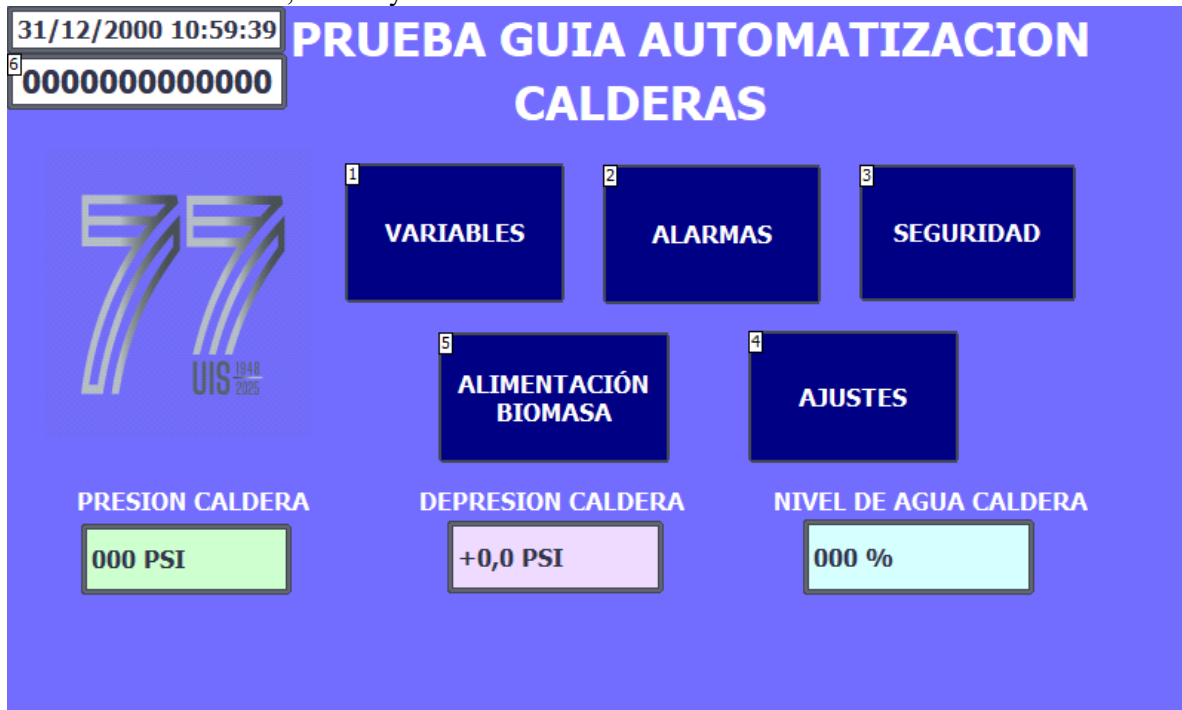 31/12/2000 10:59:39
PRUEBA GUIA AUTOMATIZACION
CALDERAS
6
0000000000000
1
VARIABLES
2
ALARMAS
3
SEGURIDAD
77
UIS 1948
2025
5
ALIMENTACIÓN
BIOMASA
4
AJUSTES
PRESION CALDERA
DEPRESION CALDERA
NIVEL DE AGUA CALDERA
000 PSI
+0,0 PSI
000 %